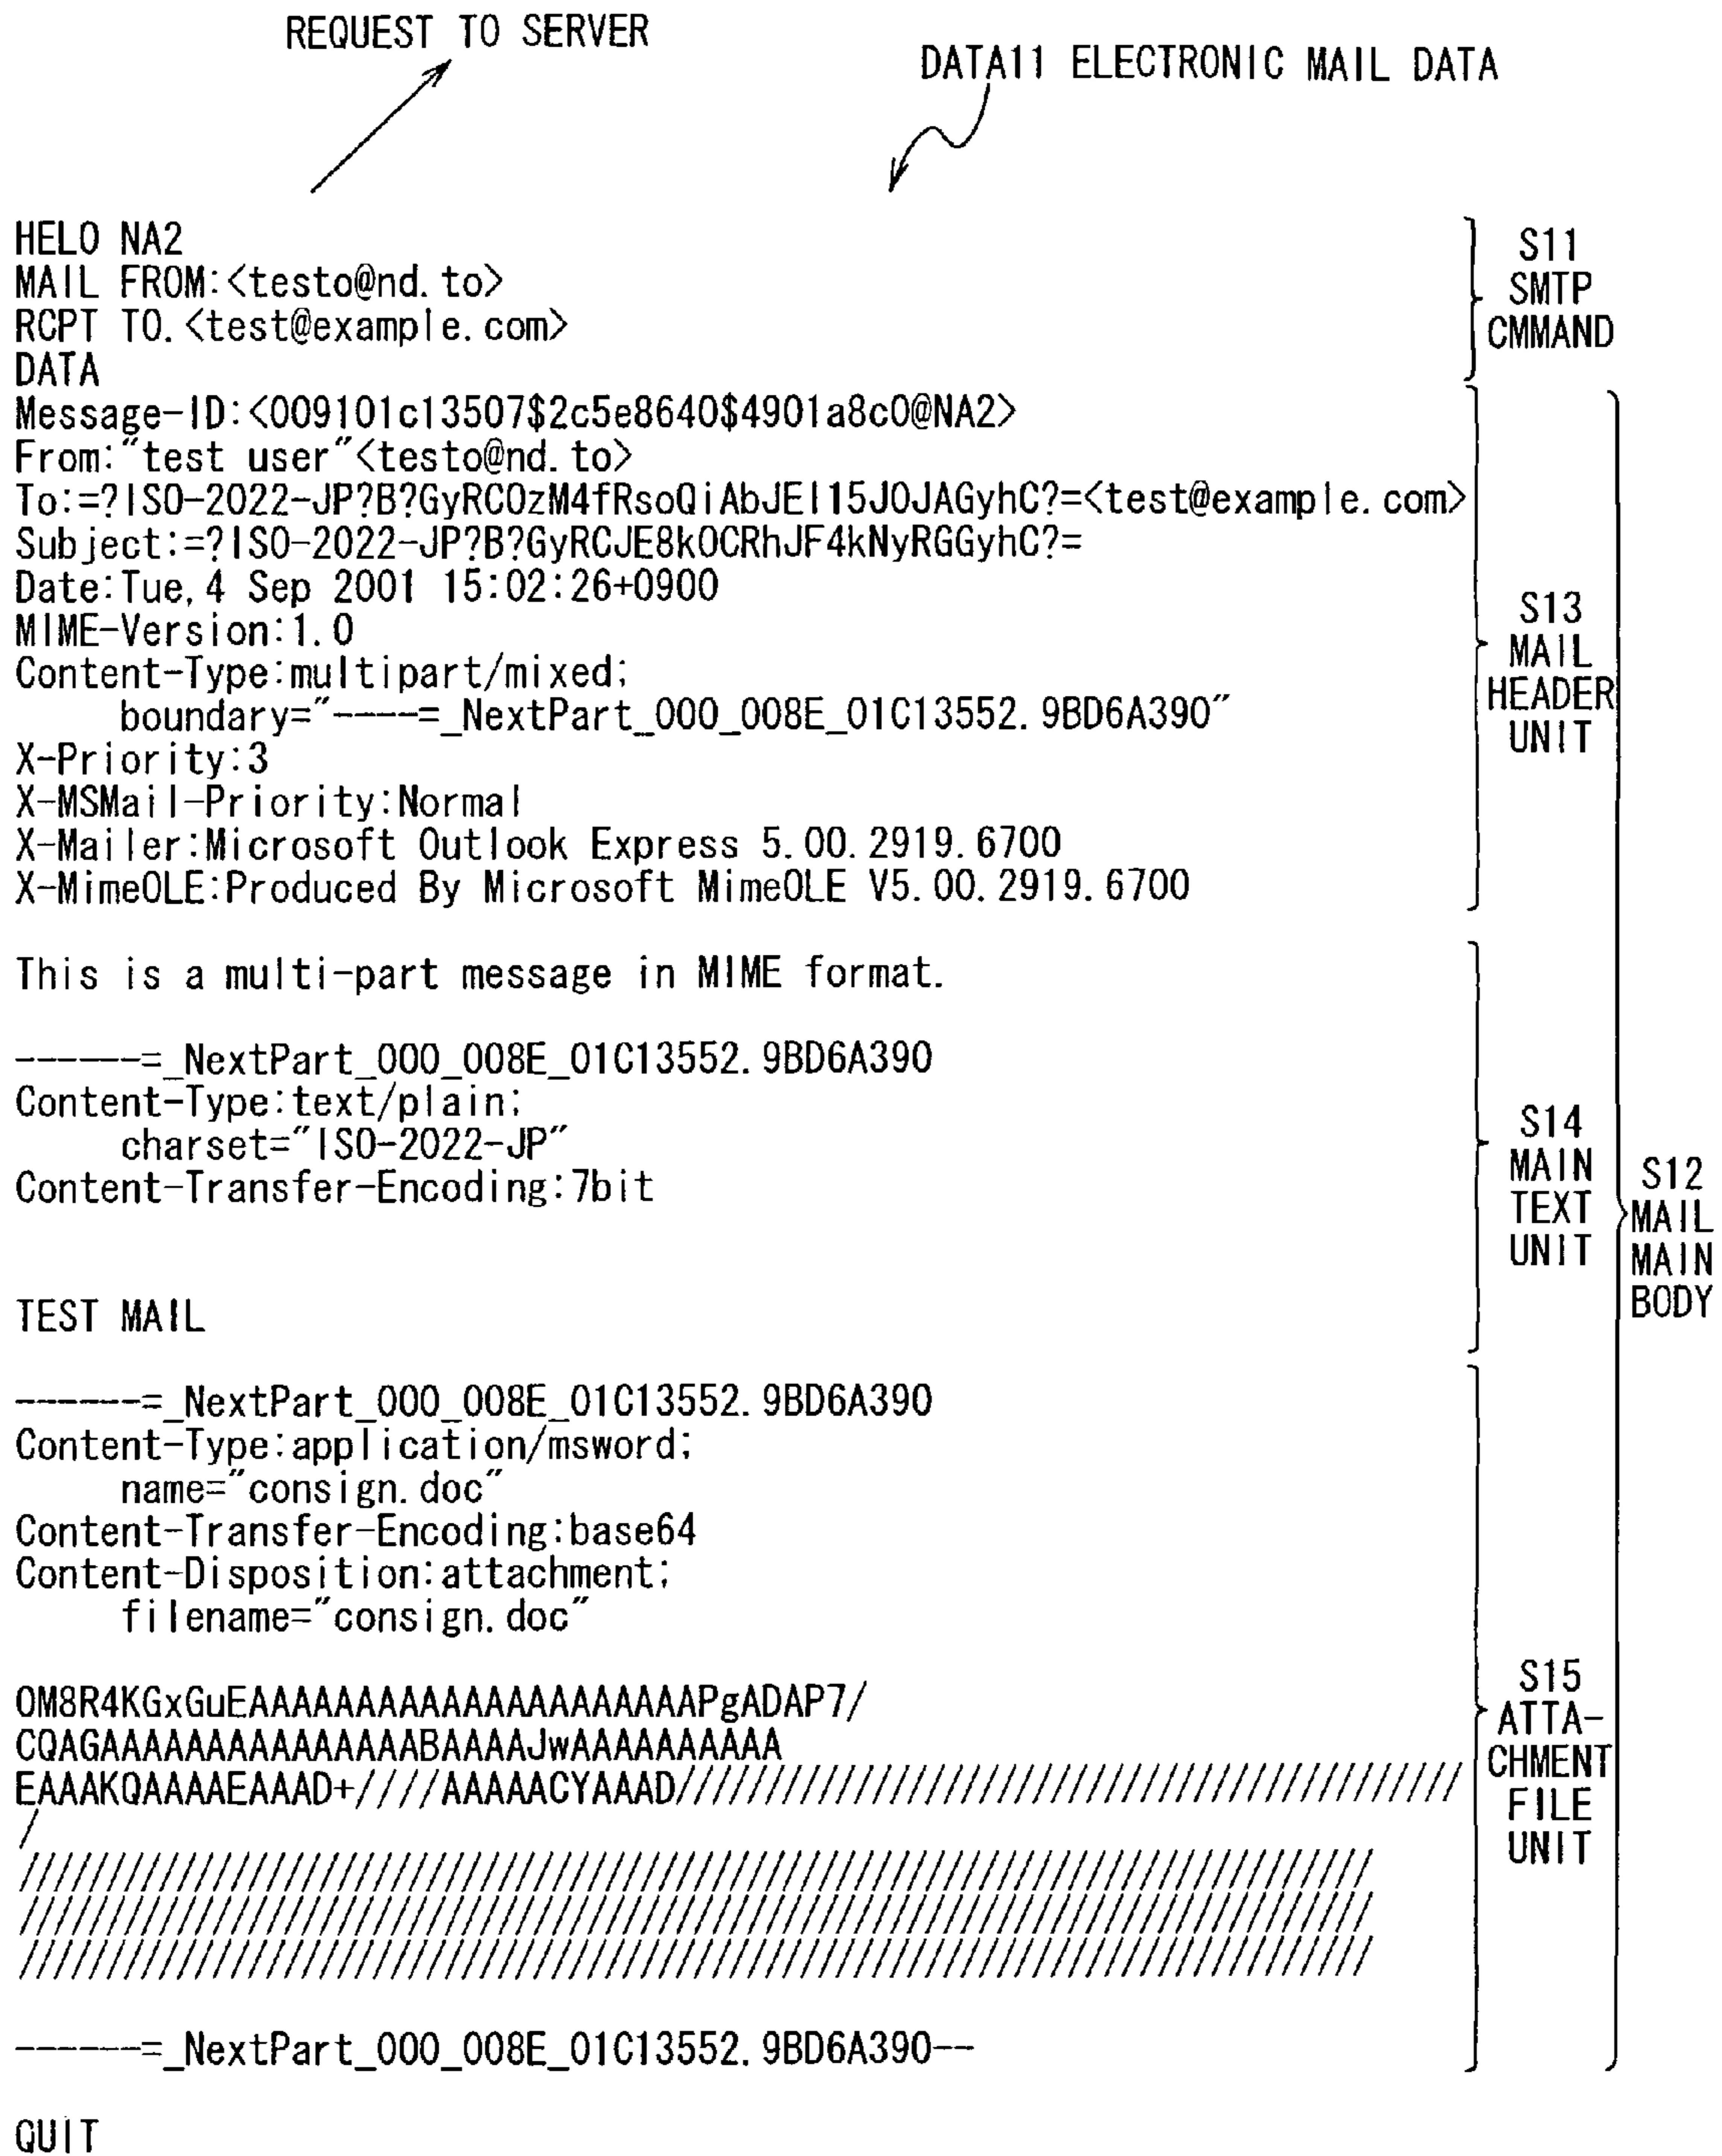 REQUEST TO SERVER
DATA11 ELECTRONIC MAIL DATA
HELO NA2
MAIL FROM:<testo@nd.to>
RCPT TO.<test@example.com>
DATA
S11
SMTP
CMMAND
Message-ID:<009101c13507$2c5e8640$4901a8c0@NA2>
From:"test user"<testo@nd.to>
To:=?ISO-2022-JP?B?GyRCOzM4fRsoQiAbJEI15JOJAGyhC?=<test@example.com>
Subject:=?ISO-2022-JP?B?GyRCJE8kOCRhJF4kNyRGGyhC?=
Date:Tue,4 Sep 2001 15:02:26+0900
MIME-Version:1.0
Content-Type:multipart/mixed;
boundary="----=_NextPart_000_008E_01C13552.9BD6A390"
X-Priority:3
X-MSMail-Priority:Normal
X-Mailer:Microsoft Outlook Express 5.00.2919.6700
X-MimeOLE:Produced By Microsoft MimeOLE V5.00.2919.6700
S13
MAIL
HEADER
UNIT
This is a multi-part message in MIME format.
------=_NextPart_000_008E_01C13552.9BD6A390
Content-Type:text/plain;
charset="ISO-2022-JP"
Content-Transfer-Encoding:7bit
TEST MAIL
S14
MAIN
TEXT
UNIT
S12
MAIL
MAIN
BODY
------=_NextPart_000_008E_01C13552.9BD6A390
Content-Type:application/msword;
name="consign.doc"
Content-Transfer-Encoding:base64
Content-Disposition:attachment;
filename="consign.doc"
0M8R4KGxGuEAAAAAAAAAAAAAAAAAAAAAPgADAP7/
CQAGAAAAAAAAAAAAAAABAAAAJwAAAAAAAAAA
EAAAKQAAAAEAAAD+////AAAAACYAAAD/////////////////////////////////////////////
/
//////////////////////////////////////////////////////////////////////////
//////////////////////////////////////////////////////////////////////////
//////////////////////////////////////////////////////////////////////////
------=_NextPart_000_008E_01C13552.9BD6A390--
S15
ATTA-
CHMENT
FILE
UNIT
QUIT